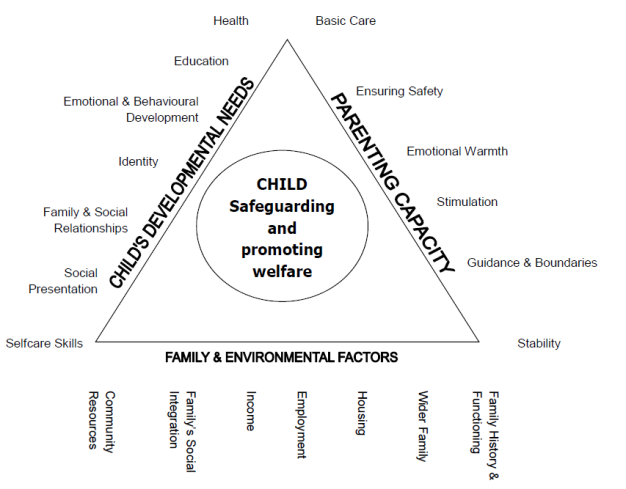 Health
Basic Care
Education
Ensuring Safety
Emotional & Behavioural
Development
Emotional Warmth
Identity
Stimulation
Family & Social
Relationships
Guidance & Boundaries
Social
Presentation
Selfcare Skills
Stability
CHILD'S DEVELOPMENTAL NEEDS
PARENTING CAPACITY
CHILD
Safeguarding
and
promoting
welfare
FAMILY & ENVIRONMENTAL FACTORS
Community
Resources
Family's Social
Integration
Income
Employment
Housing
Wider Family
Family History &
Functioning